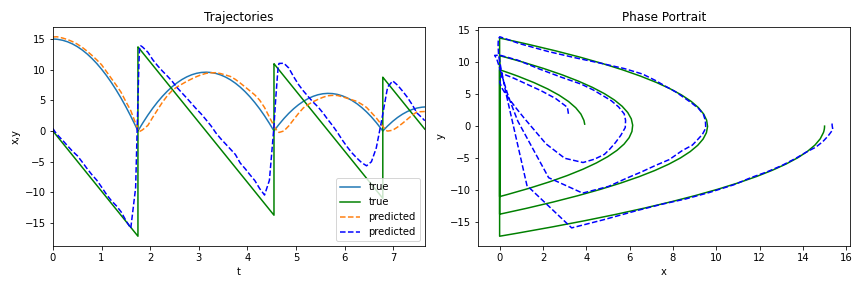 Trajectories
x,y
15
10
5
0
−5
−10
−15
0 1 2 3 4 5 6 7
t
true
true
predicted
predicted
Phase Portrait
y
15
10
5
0
−5
−10
−15
0 2 4 6 8 10 12 14 16
x